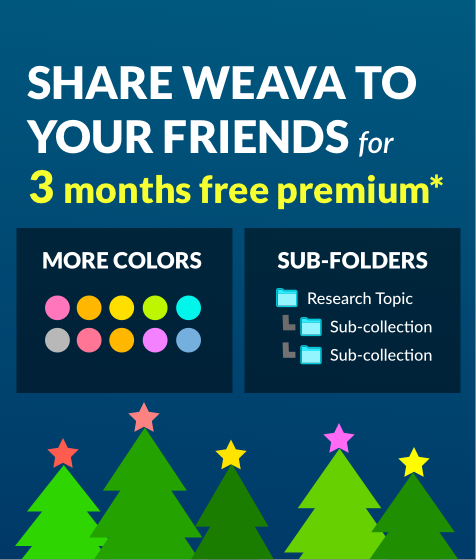 SHARE WEAVA TO
YOUR FRIENDS for
3 months free premium*
MORE COLORS
SUB-FOLDERS
Research Topic
Sub-collection
Sub-collection